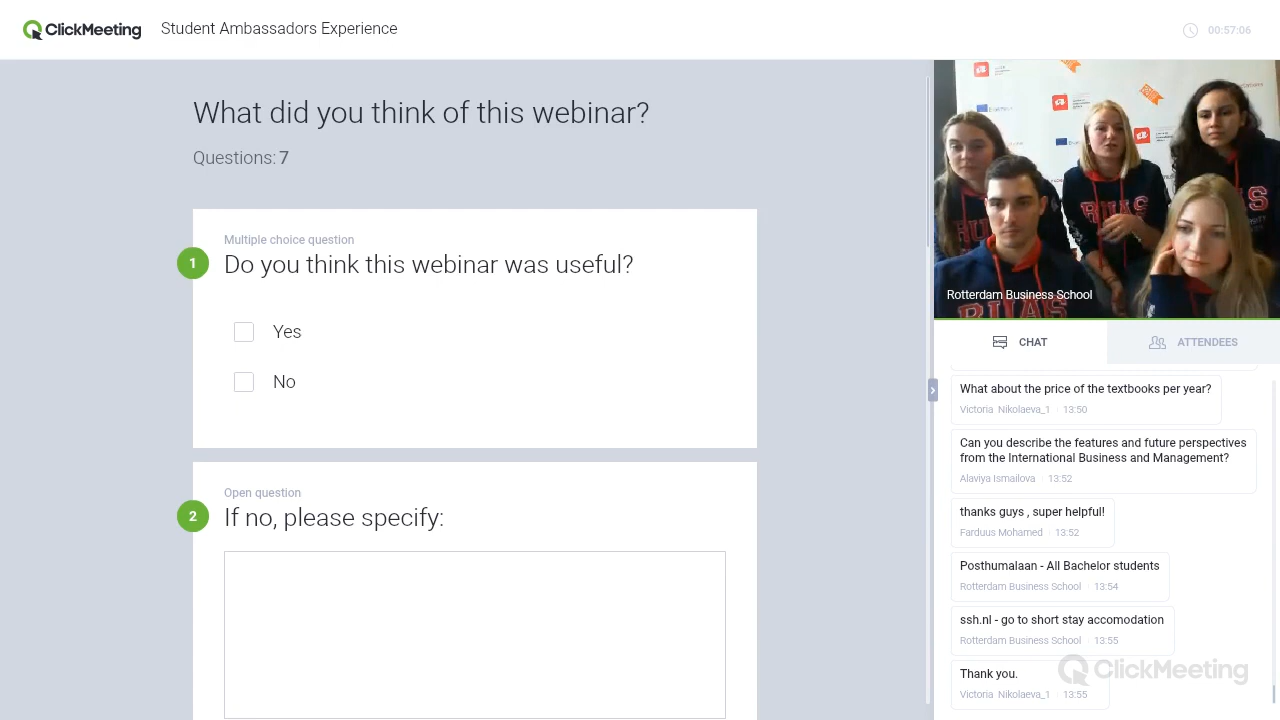 ClickMeeting
Student Ambassadors Experience
00:57:06
What did you think of this webinar?
Questions: 7
Multiple choice question
1
Do you think this webinar was useful?
Yes
No
Open question
2
If no, please specify:
Rotterdam Business School
CHAT
ATTENDEES
What about the price of the textbooks per year?
Victoria Nikolaeva_1 13:50
Can you describe the features and future perspectives
from the International Business and Management?
Alaviya Ismailova 13:52
thanks guys , super helpful!
Farduus Mohamed 13:52
Posthumalaan - All Bachelor students
Rotterdam Business School 13:54
ssh.nl - go to short stay accomodation
Rotterdam Business School 13:55
Thank you.
Victoria Nikolaeva_1 13:55
ClickMeeting